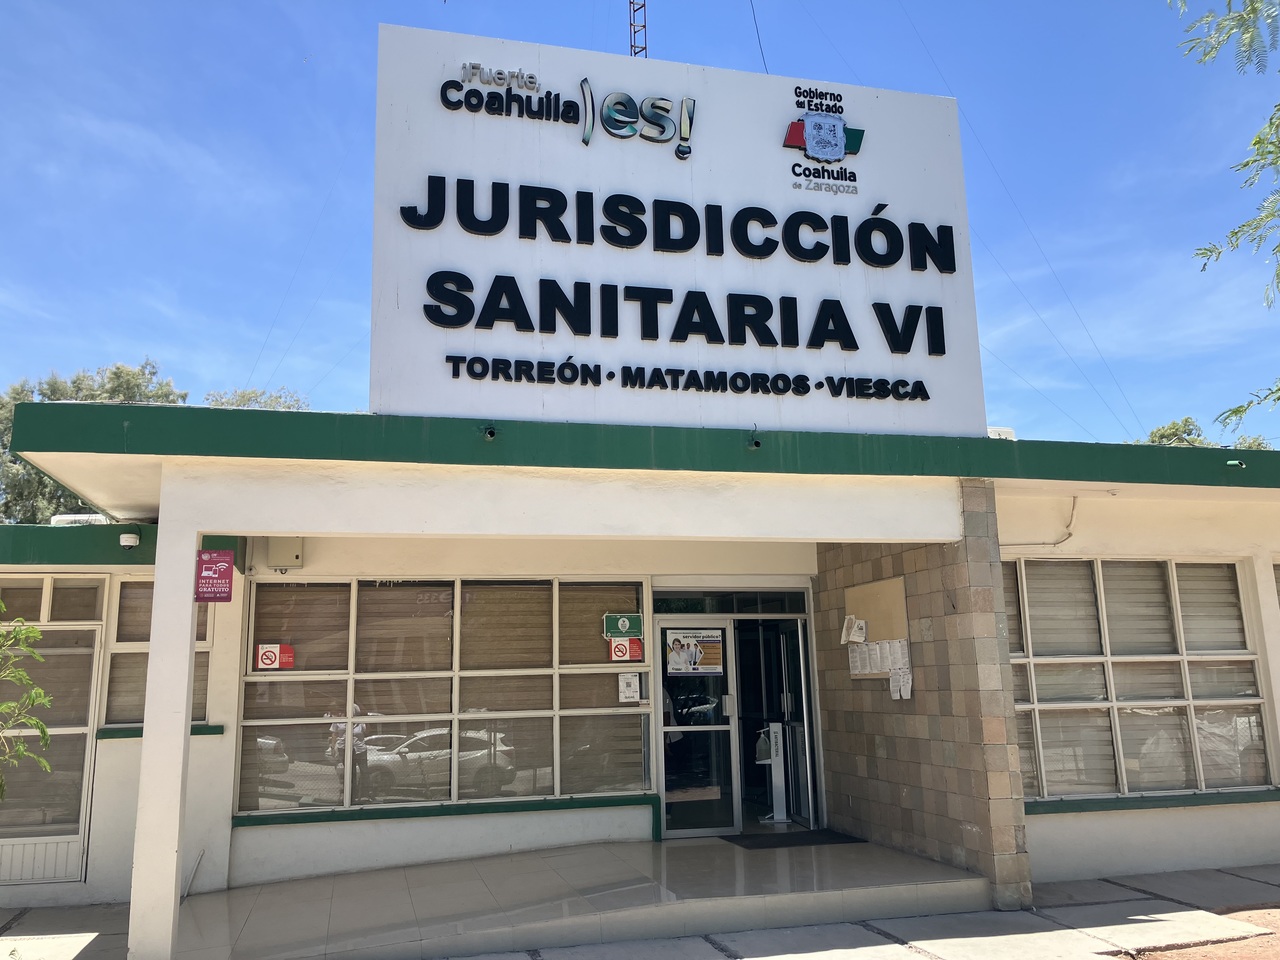 ¡Fuerte,
Coahuila es!
Gobierno
del Estado
Coahuila
de Zaragoza
JURISDICCIÓN
SANITARIA VI
TORREÓN · MATAMOROS · VIESCA
INTERNET
PARA TODOS
GRATUITO
servidor público?